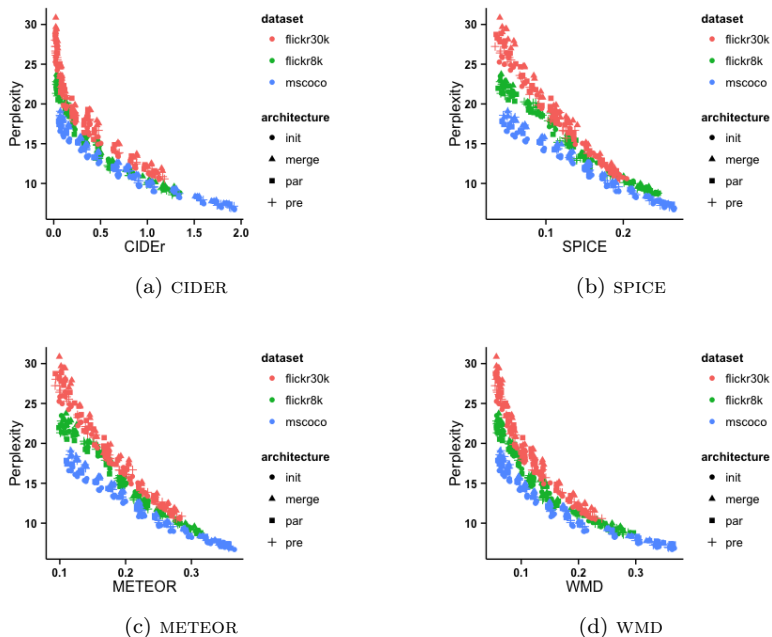 dataset
flickr30k
flickr8k
mscoco
architecture
init
merge
par
pre
Perplexity
30
25
20
15
10
0.0 0.5 1.0 1.5 2.0
CIDEr
(a) CIDER
dataset
flickr30k
flickr8k
mscoco
architecture
init
merge
par
pre
Perplexity
30
25
20
15
10
0.1 0.2
SPICE
(b) SPICE
dataset
flickr30k
flickr8k
mscoco
architecture
init
merge
par
pre
Perplexity
30
25
20
15
10
0.1 0.2 0.3
METEOR
(c) METEOR
dataset
flickr30k
flickr8k
mscoco
architecture
init
merge
par
pre
Perplexity
30
25
20
15
10
0.1 0.2 0.3
WMD
(d) WMD